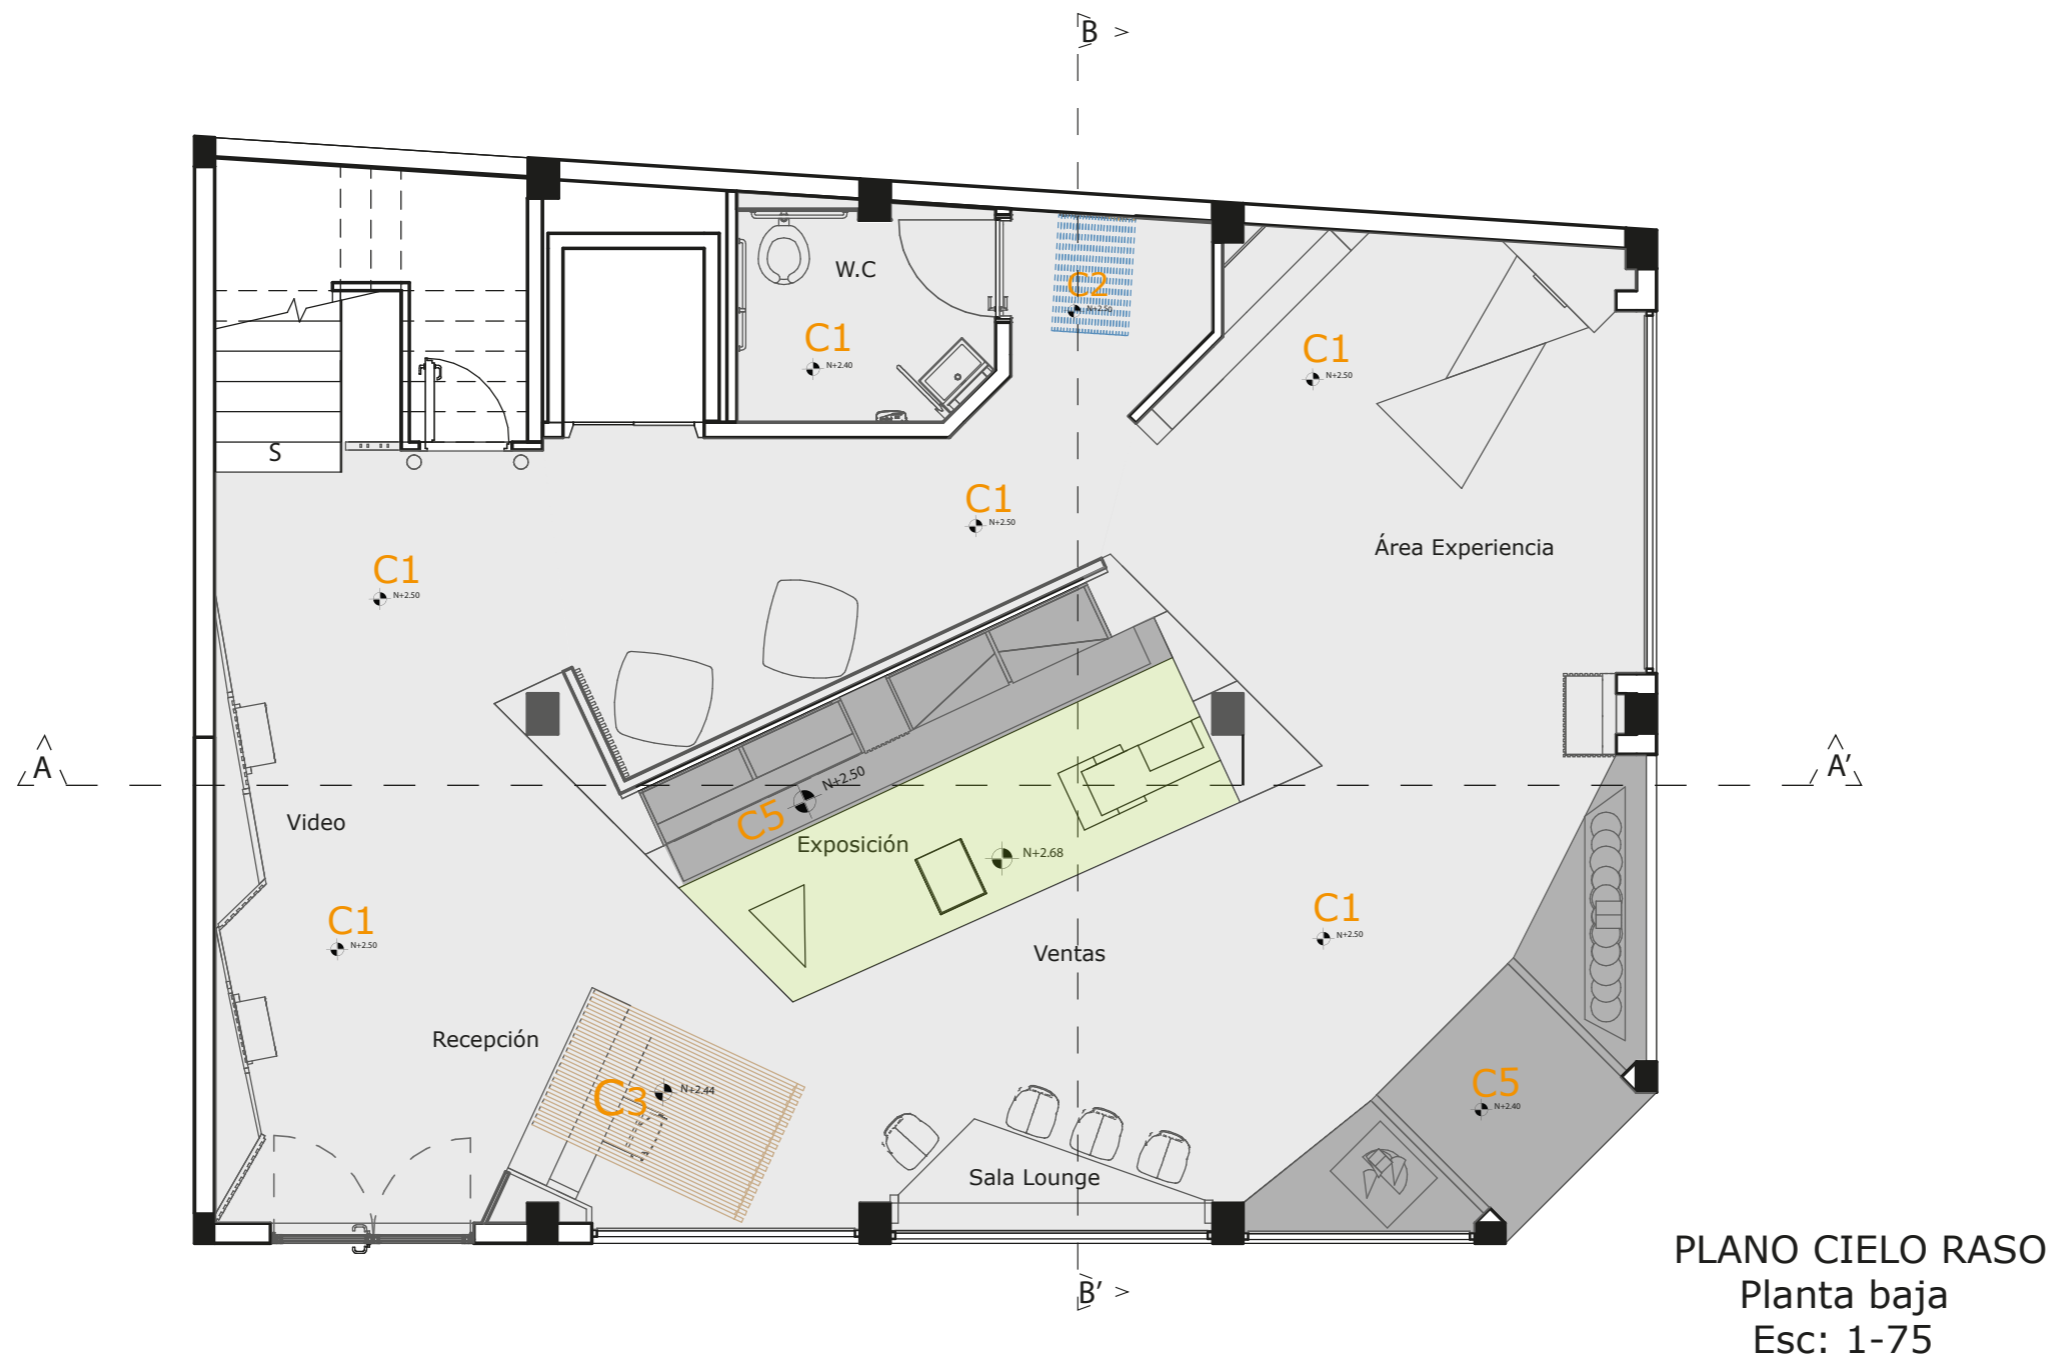 B >
W.C
C2
N+2.50
C1
N+2.40
C1
N+2.50
S
C1
N+2.50
Área Experiencia
C1
N+2.50
A
A’
N+2.50
C5
Video
Exposición
N+2.68
C1
N+2.50
C1
N+2.50
Ventas
Recepción
C3
N+2.44
C5
N+2.40
Sala Lounge
B’ >
PLANO CIELO RASO
Planta baja
Esc: 1-75